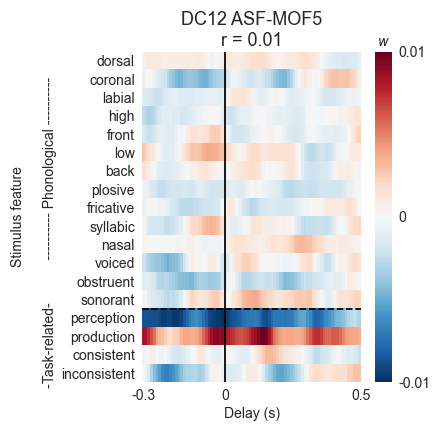 DC12 ASF-MOF5
r = 0.01
w
dorsal
coronal
labial
high
front
low
back
plosive
fricative
syllabic
nasal
voiced
obstruent
sonorant
perception
production
consistent
inconsistent
Stimulus feature
-Task-related- ---------- Phonological ----------
0.01
0
-0.01
-0.3 0 0.5
Delay (s)